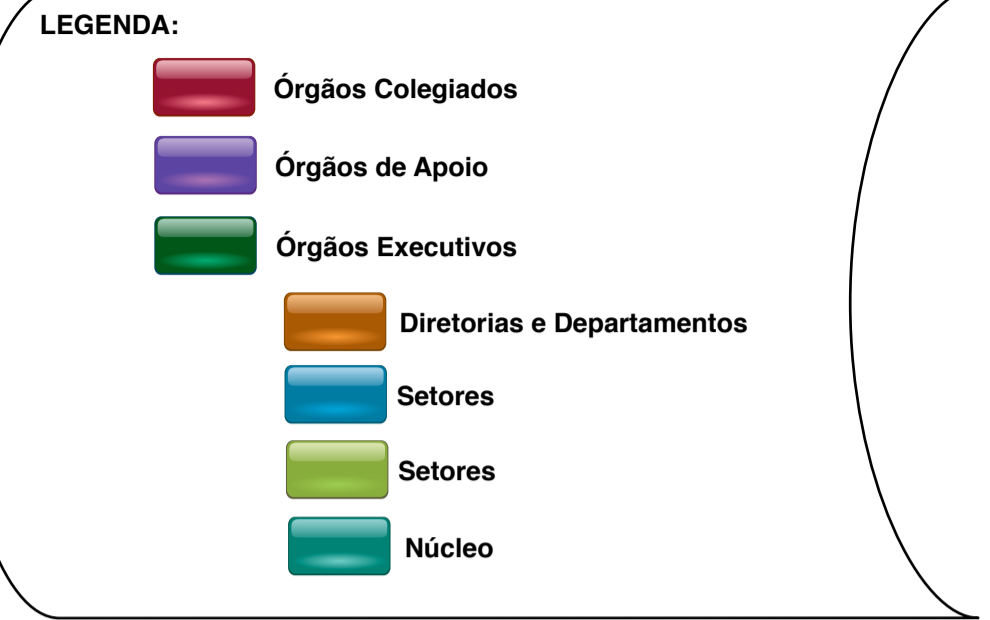 LEGENDA:
Órgãos Colegiados
Órgãos de Apoio
Órgãos Executivos
Diretorias e Departamentos
Setores
Setores
Núcleo